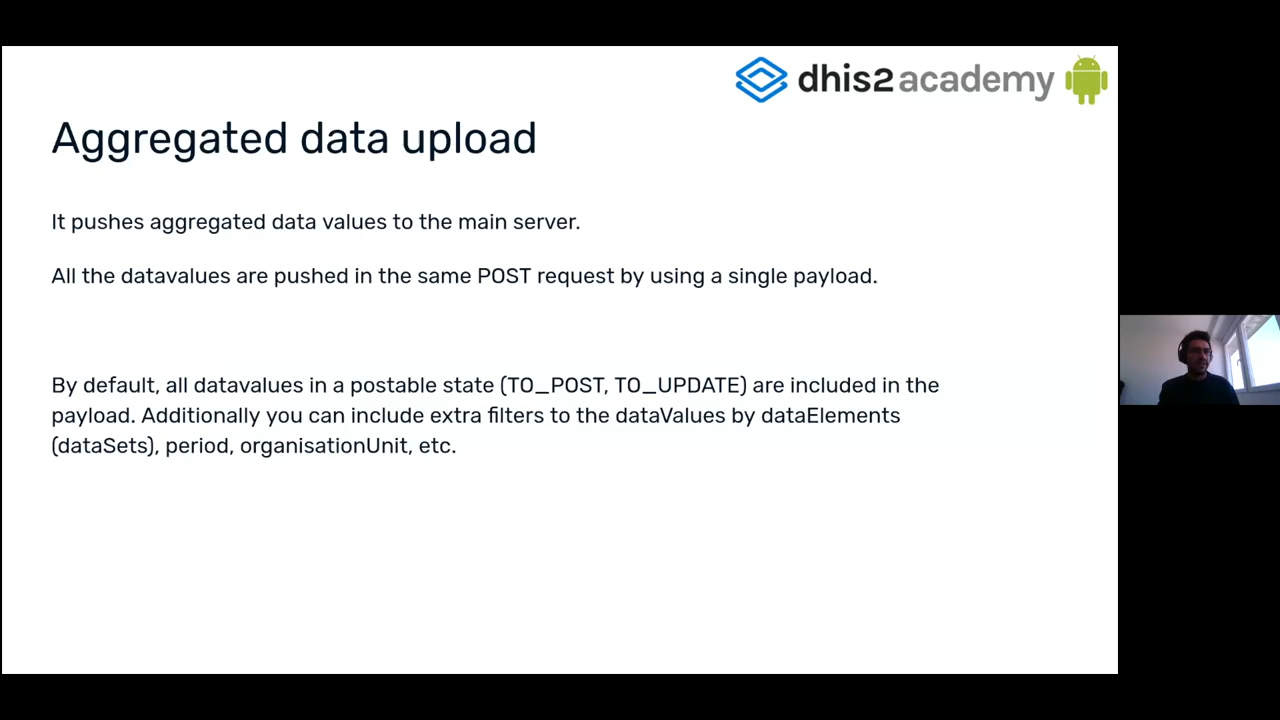 dhis2 academy
Aggregated data upload
It pushes aggregated data values to the main server.
All the datavalues are pushed in the same POST request by using a single payload.
By default, all datavalues in a postable state (TO_POST, TO_UPDATE) are included in the
payload. Additionally you can include extra filters to the dataValues by dataElements
(dataSets), period, organisationUnit, etc.